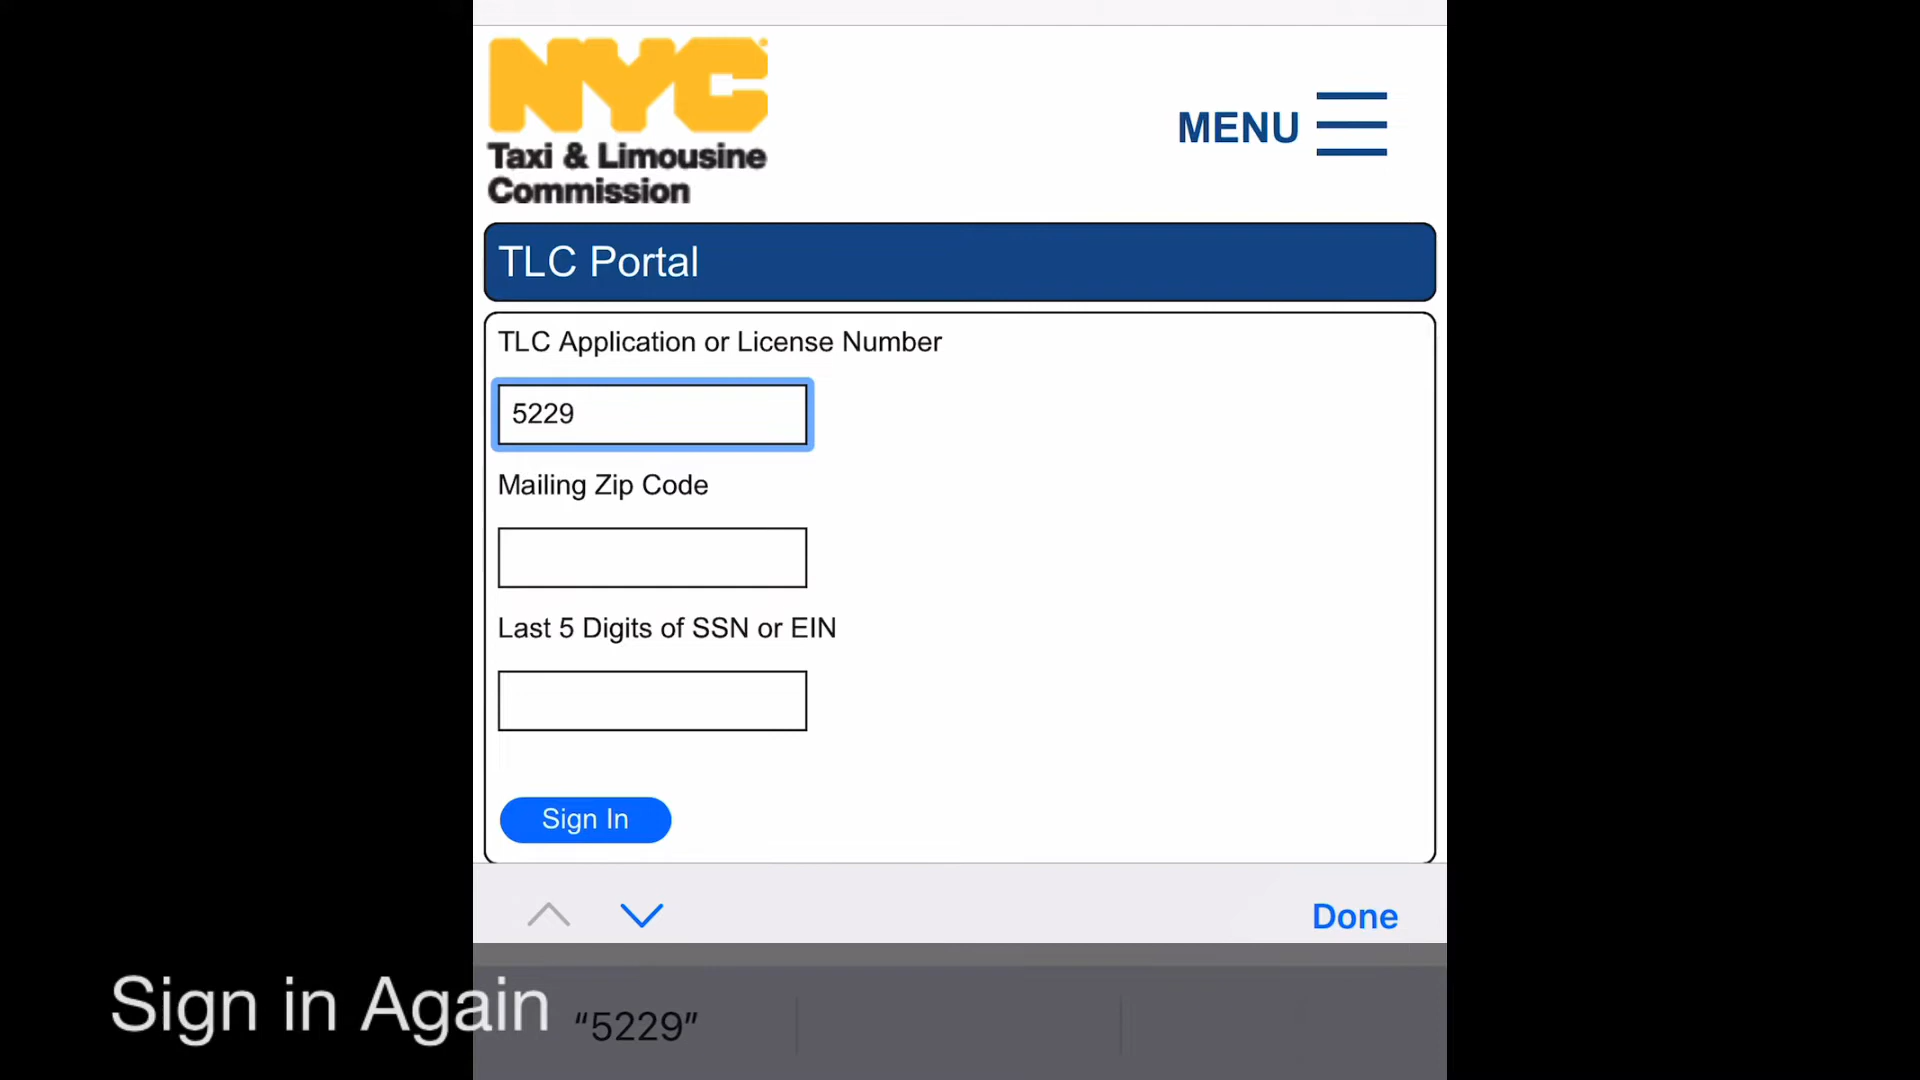 NYC
Taxi & Limousine
Commission
MENU
TLC Portal
TLC Application or License Number
5229
Mailing Zip Code
Last 5 Digits of SSN or EIN
Sign In
Done
Sign in Again
“5229”